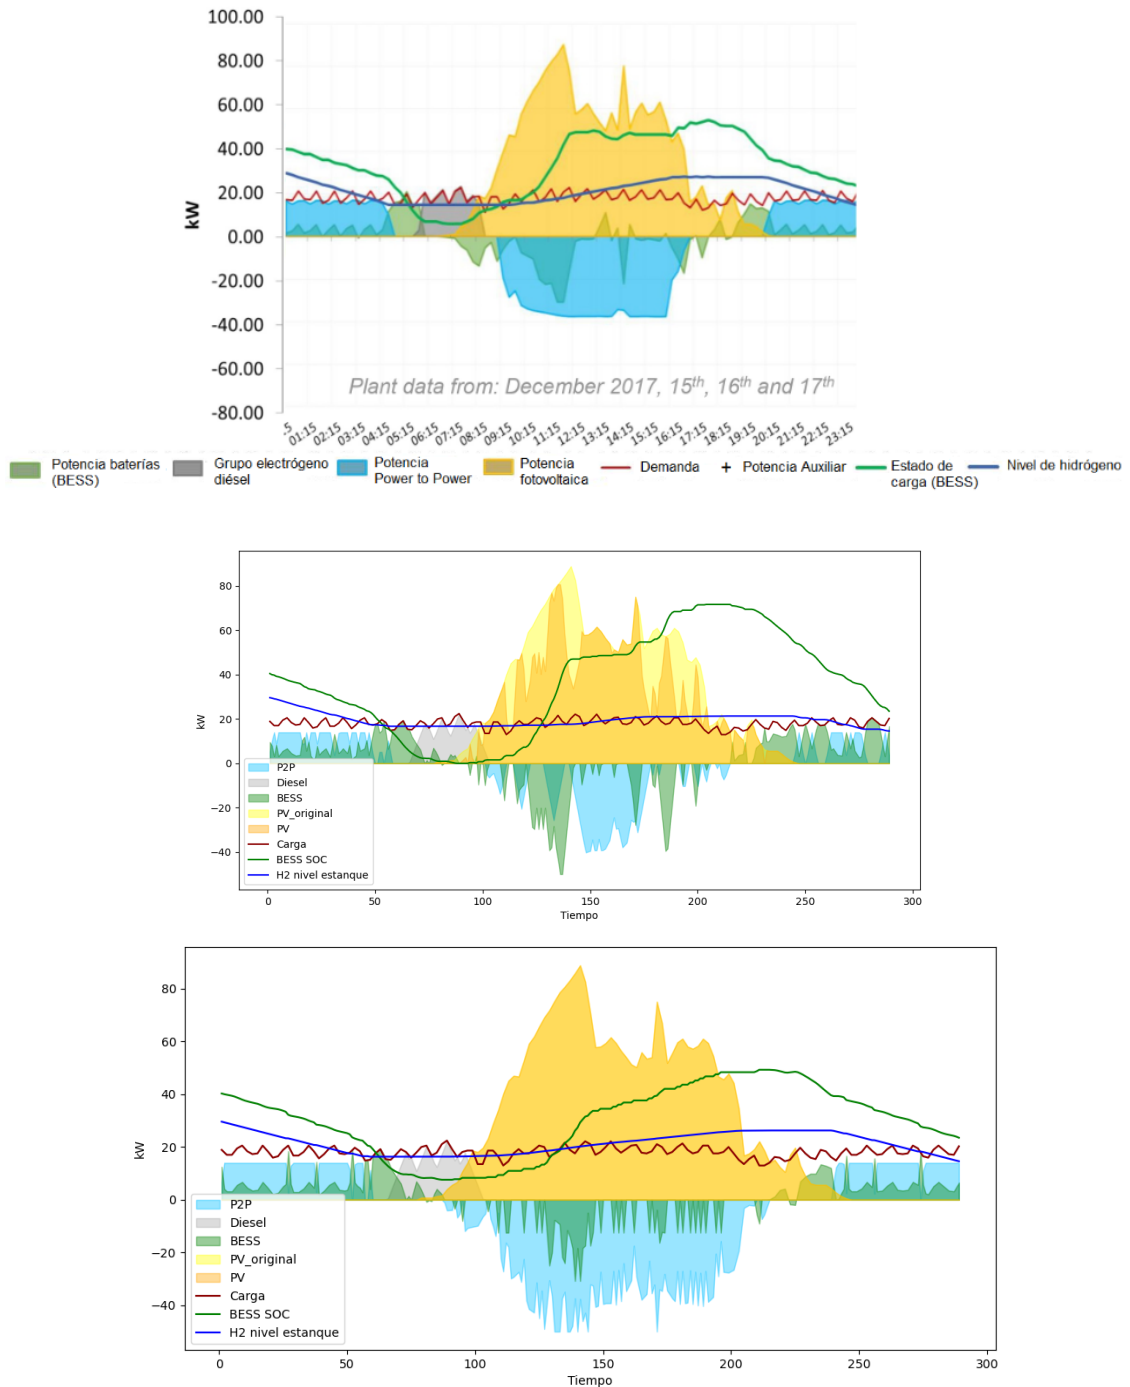 100.00
80.00
60.00
40.00
20.00
0.00
-20.00
-40.00
-60.00
-80.00
kW
Plant data from: December 2017, 15th, 16th and 17th
01:15 02:15 03:15 04:15 05:15 06:15 07:15 08:15 09:15 10:15 11:15 12:15 13:15 14:15 15:15 16:15 17:15 18:15 19:15 20:15 21:15 22:15 23:15
Potencia baterías
(BESS)
Grupo electrógeno
diésel
Potencia
Power to Power
Potencia
fotovoltaica
Demanda
+ Potencia Auxiliar
Estado de
carga (BESS)
Nivel de hidrógeno
80
60
40
20
0
−20
−40
kW
P2P
Diesel
BESS
PV_original
PV
Carga
BESS SOC
H2 nivel estanque
0 50 100 150 200 250 300
Tiempo
80
60
40
20
0
−20
−40
kW
P2P
Diesel
BESS
PV_original
PV
Carga
BESS SOC
H2 nivel estanque
0 50 100 150 200 250 300
Tiempo